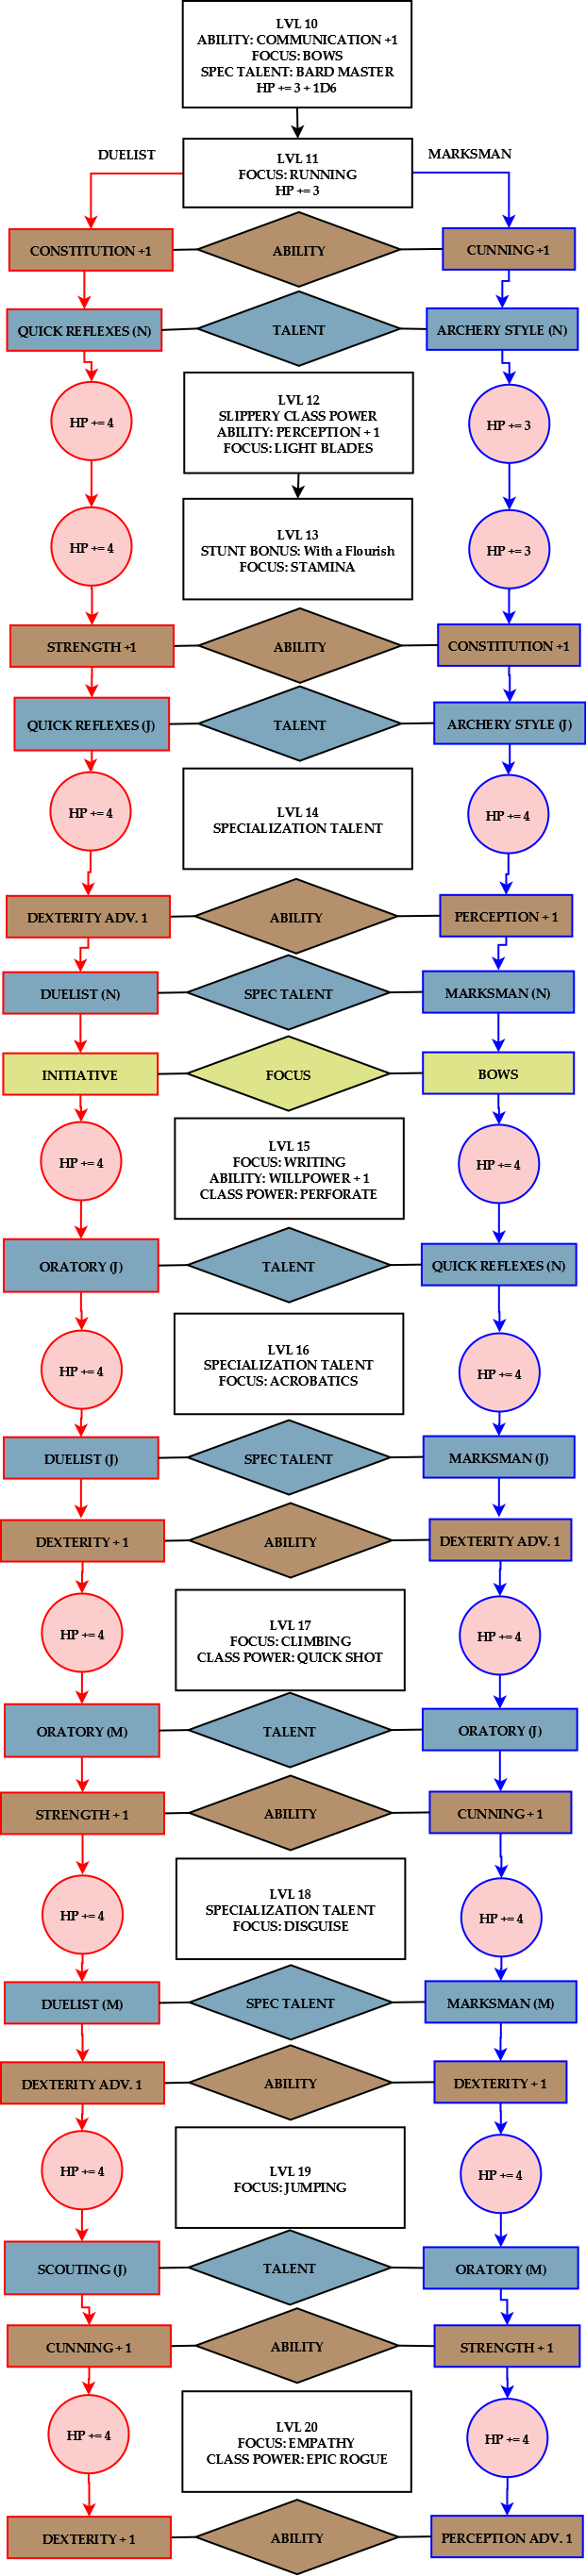 LVL 10
ABILITY: COMMUNICATION +1
FOCUS: BOWS
SPEC TALENT: BARD MASTER
HP += 3 + 1D6
DUELIST
MARKSMAN
LVL 11
FOCUS: RUNNING
HP += 3
CONSTITUTION +1
ABILITY
CUNNING +1
QUICK REFLEXES (N)
TALENT
ARCHERY STYLE (N)
HP += 4
LVL 12
SLIPPERY CLASS POWER
ABILITY: PERCEPTION + 1
FOCUS: LIGHT BLADES
HP += 3
HP += 4
LVL 13
STUNT BONUS: With a Flourish
FOCUS: STAMINA
HP += 3
STRENGTH +1
ABILITY
CONSTITUTION +1
QUICK REFLEXES (J)
TALENT
ARCHERY STYLE (J)
HP += 4
LVL 14
SPECIALIZATION TALENT
HP += 4
DEXTERITY ADV. 1
ABILITY
PERCEPTION + 1
DUELIST (N)
SPEC TALENT
MARKSMAN (N)
INITIATIVE
FOCUS
BOWS
HP += 4
LVL 15
FOCUS: WRITING
ABILITY: WILLPOWER + 1
CLASS POWER: PERFORATE
HP += 4
ORATORY (J)
TALENT
QUICK REFLEXES (N)
HP += 4
LVL 16
SPECIALIZATION TALENT
FOCUS: ACROBATICS
HP += 4
DUELIST (J)
SPEC TALENT
MARKSMAN (J)
DEXTERITY + 1
ABILITY
DEXTERITY ADV. 1
HP += 4
LVL 17
FOCUS: CLIMBING
CLASS POWER: QUICK SHOT
HP += 4
ORATORY (M)
TALENT
ORATORY (J)
STRENGTH + 1
ABILITY
CUNNING + 1
HP += 4
LVL 18
SPECIALIZATION TALENT
FOCUS: DISGUISE
HP += 4
DUELIST (M)
SPEC TALENT
MARKSMAN (M)
DEXTERITY ADV. 1
ABILITY
DEXTERITY + 1
HP += 4
LVL 19
FOCUS: JUMPING
HP += 4
SCOUTING (J)
TALENT
ORATORY (M)
CUNNING + 1
ABILITY
STRENGTH + 1
HP += 4
LVL 20
FOCUS: EMPATHY
CLASS POWER: EPIC ROGUE
HP += 4
DEXTERITY + 1
ABILITY
PERCEPTION ADV. 1